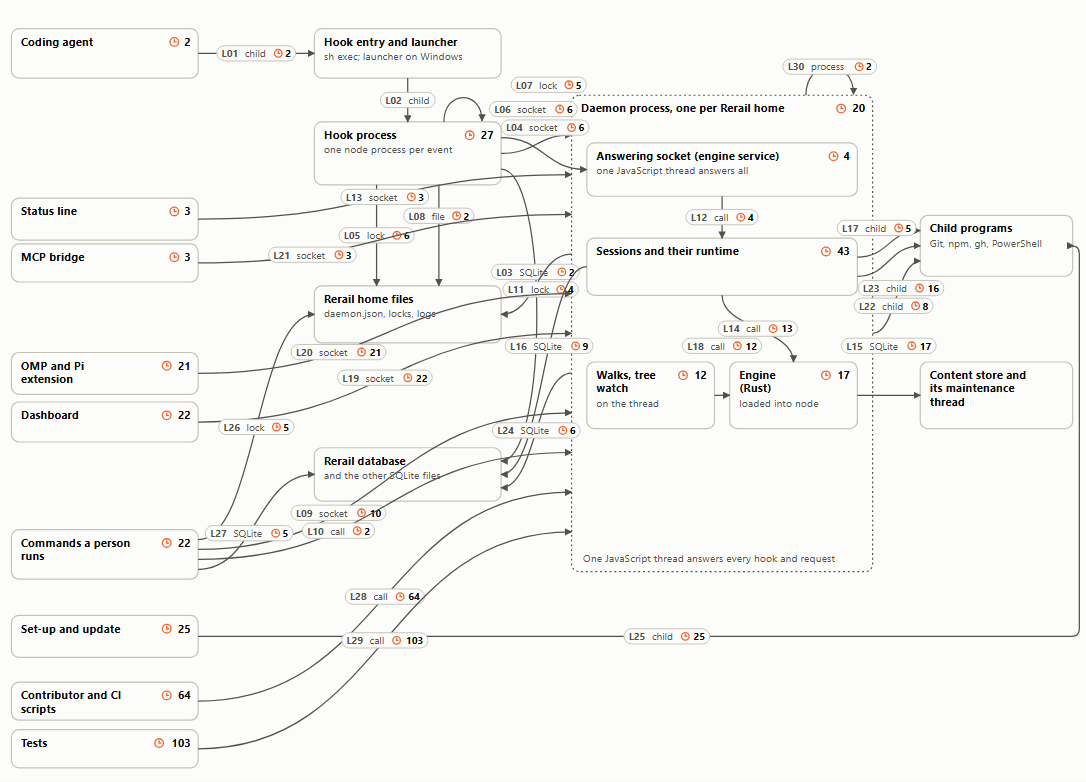 L30 process 2
Coding agent 2
L01 child 2
Hook entry and launcher
sh exec; launcher on Windows
L07 lock 5
L02 child
L06 socket 6
Daemon process, one per Rerail home 20
L04 socket 6
Hook process 27
one node process per event
Answering socket (engine service) 4
one JavaScript thread answers all
L13 socket 3
Status line 3
L08 file 2
L12 call 4
L05 lock 6
L17 child 5
Child programs
Git, npm, gh, PowerShell
MCP bridge 3
L21 socket 3
Sessions and their runtime 43
L03 SQLite 2
L11 lock 4
L23 child 16
L22 child 8
Rerail home files
daemon.json, locks, logs
L14 call 13
L20 socket 21
L16 SQLite 9
L18 call 12
L15 SQLite 17
OMP and Pi
extension
21
L19 socket 22
Walks, tree
watch
12
on the thread
Engine
(Rust)
17
loaded into node
Content store and
its maintenance
thread
Dashboard 22
L26 lock 5
L24 SQLite 6
Rerail database
and the other SQLite files
L09 socket 10
L27 SQLite 5
L10 call 2
Commands a person
runs
22
One JavaScript thread answers every hook and request
L28 call 64
Set-up and update 25
L29 call 103
L25 child 25
Contributor and CI
scripts
64
Tests 103